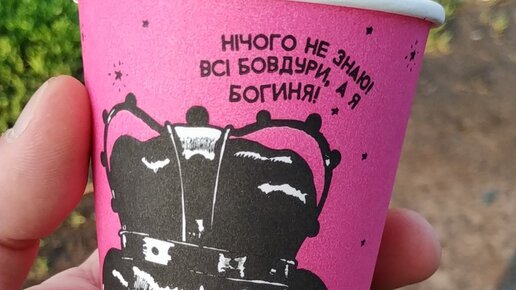 НІЧОГО НЕ ЗНАЮ!
ВСІ БОВДУРИ, А Я
БОГИНЯ!